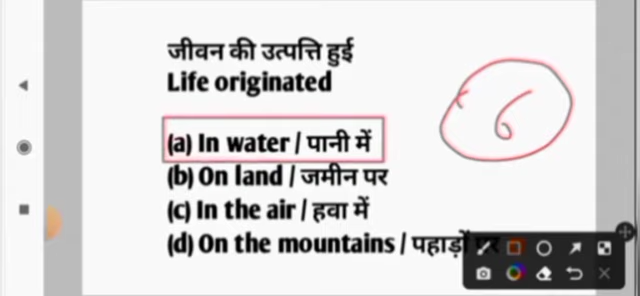 जीवन की उत्पत्ति हुई
Life originated
6
(a) In water / पानी में
(b) On land / जमीन पर
(c) In the air / हवा में
(d) On the mountains / पहाड़ों पर